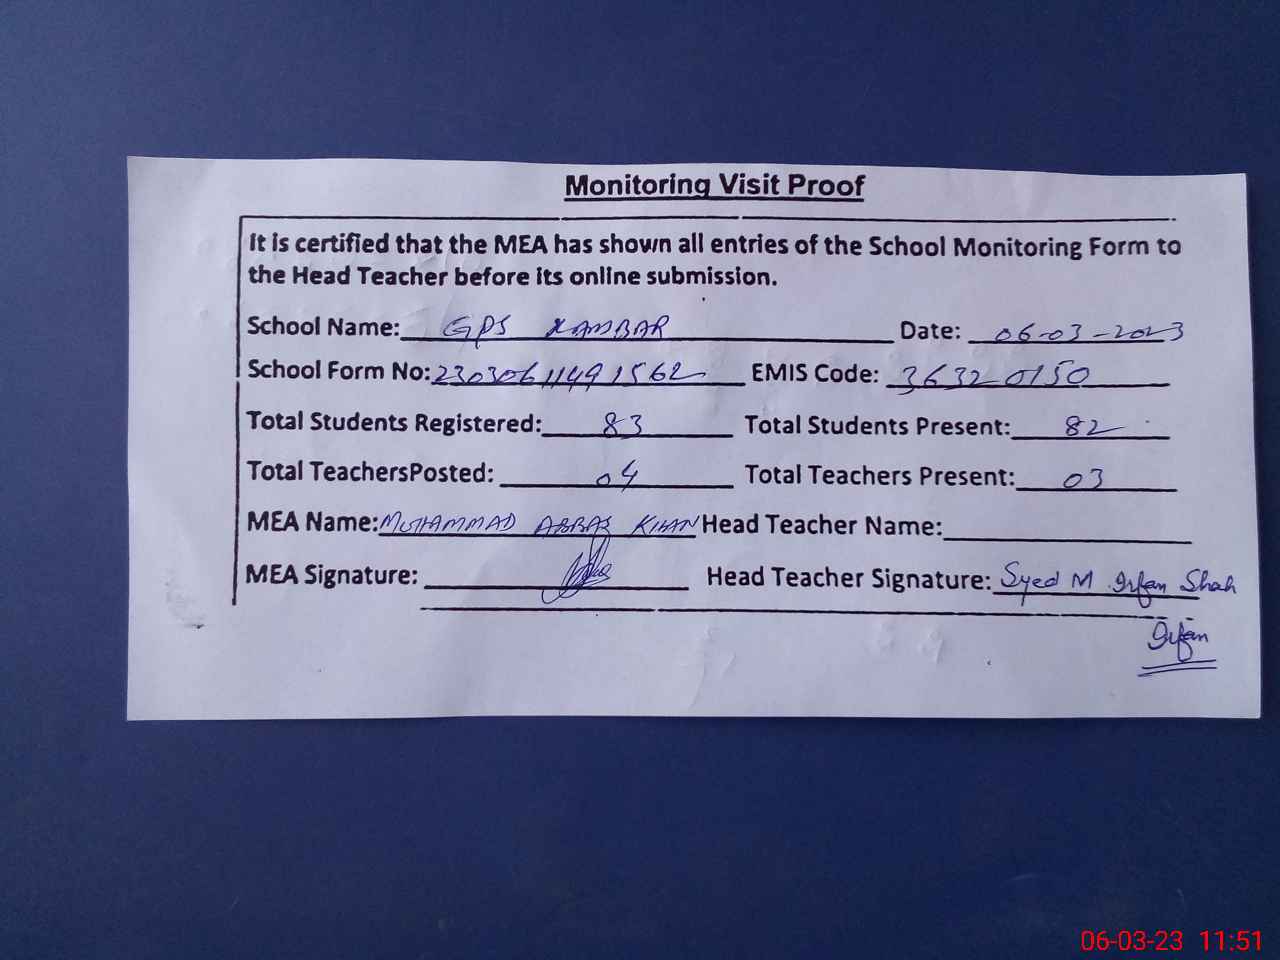 Monitoring Visit Proof
It is certified that the MEA has shown all entries of the School Monitoring Form to
the Head Teacher before its online submission.
School Name: GPS KAMBAR Date: 06-03-2023
School Form No: 23030611491562 EMIS Code: 36320150
Total Students Registered: 83 Total Students Present: 82
Total TeachersPosted: 04 Total Teachers Present: 03
MEA Name: MUHAMMAD ABBAS KHAN Head Teacher Name:
MEA Signature: Head Teacher Signature: Syed M Irfan Shah
Irfan
06-03-23 11:51